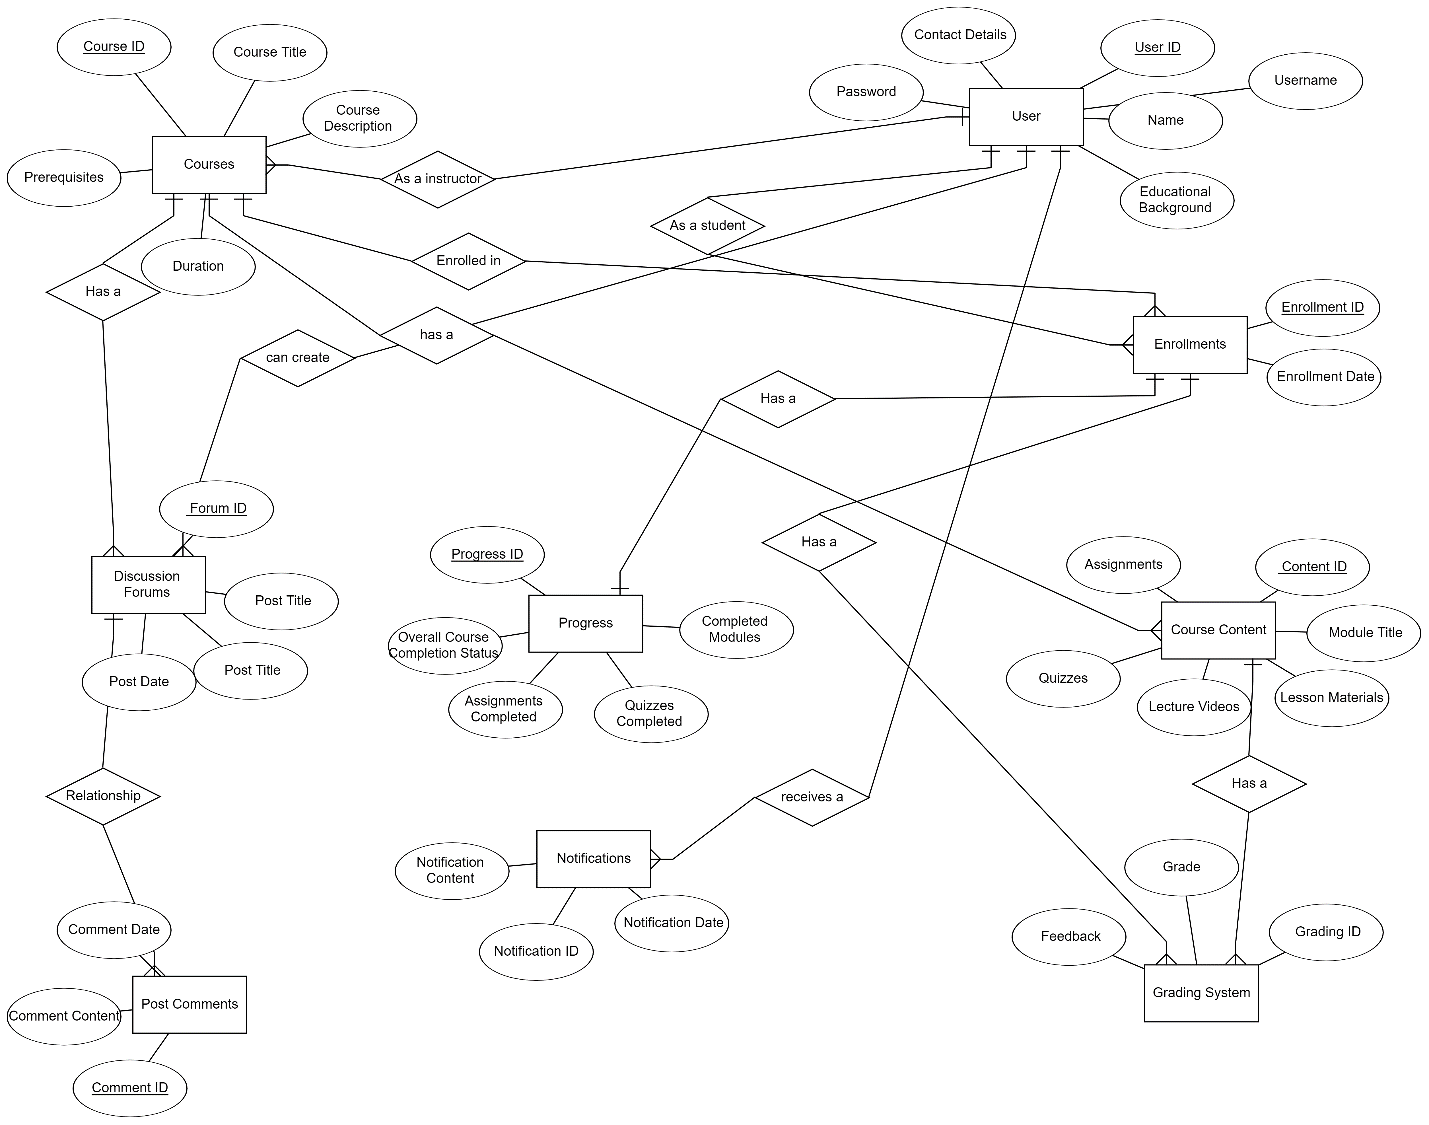 Contact Details
Course ID
User ID
Course Title
Username
Password
Course
Description
User
Name
Courses
Prerequisites
As a instructor
Educational
Background
As a student
Duration
Enrolled in
Has a
Enrollment ID
has a
Enrollments
can create
Enrollment Date
Has a
Forum ID
Has a
Progress ID
Assignments
Content ID
Discussion
Forums
Post Title
Progress
Completed
Modules
Course Content
Module Title
Overall Course
Completion Status
Post Title
Post Date
Quizzes
Lesson Materials
Assignments
Completed
Quizzes
Completed
Lecture Videos
Relationship
receives a
Has a
Notification
Content
Notifications
Grade
Notification Date
Comment Date
Feedback
Grading ID
Notification ID
Grading System
Post Comments
Comment Content
Comment ID